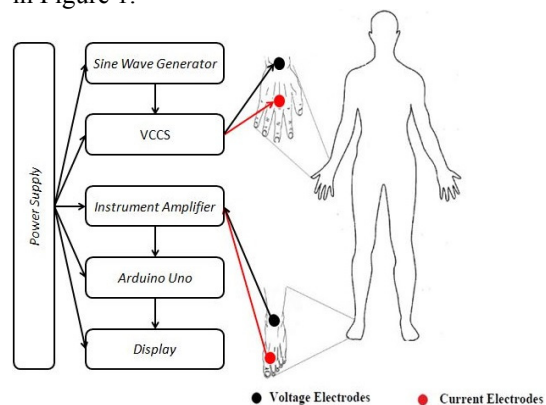 in Figure 1.
Power Supply
Sine Wave Generator
VCCS
Instrument Amplifier
Arduino Uno
Display
Voltage Electrodes
Current Electrodes